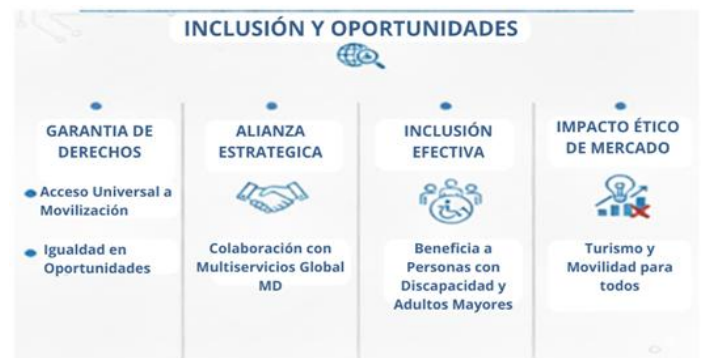 INCLUSIÓN Y OPORTUNIDADES
GARANTIA DE
DERECHOS
Acceso Universal a
Movilización
Igualdad en
Oportunidades
ALIANZA
ESTRATEGICA
Colaboración con
Multiservicios Global
MD
INCLUSIÓN
EFECTIVA
Beneficia a
Personas con
Discapacidad y
Adultos Mayores
IMPACTO ÉTICO
DE MERCADO
Turismo y
Movilidad para
todos